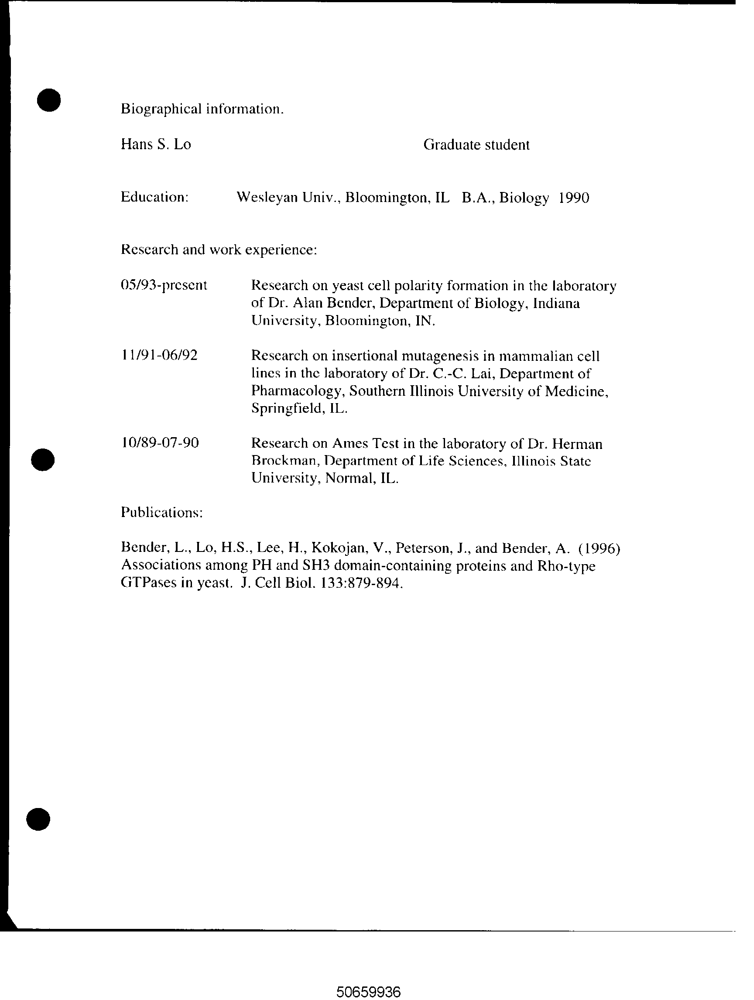 Biographical information.
Hans S. Lo Graduate student
Education: Wesleyan Univ., Bloomington, IL B.A., Biology 1990
Research and work experience:
05/93-present Research on yeast cell polarity formation in the laboratory
of Dr. Alan Bender, Department of Biology, Indiana
University, Bloomington, IN.
11/91-06/92 Research on insertional mutagenesis in mammalian cell
lines in the laboratory of Dr. C.-C. Lai, Department of
Pharmacology, Southern Illinois University of Medicine,
Springfield, IL.
10/89-07-90 Research on Ames Test in the laboratory of Dr. Herman
Brockman, Department of Life Sciences, Illinois State
University, Normal, IL.
Publications:
Bender, L., Lo, H.S., Lee, H., Kokojan, V., Peterson, J., and Bender, A. (1996)
Associations among PH and SH3 domain-containing proteins and Rho-type
GTPases in yeast. J. Cell Biol. 133:879-894.
50659936